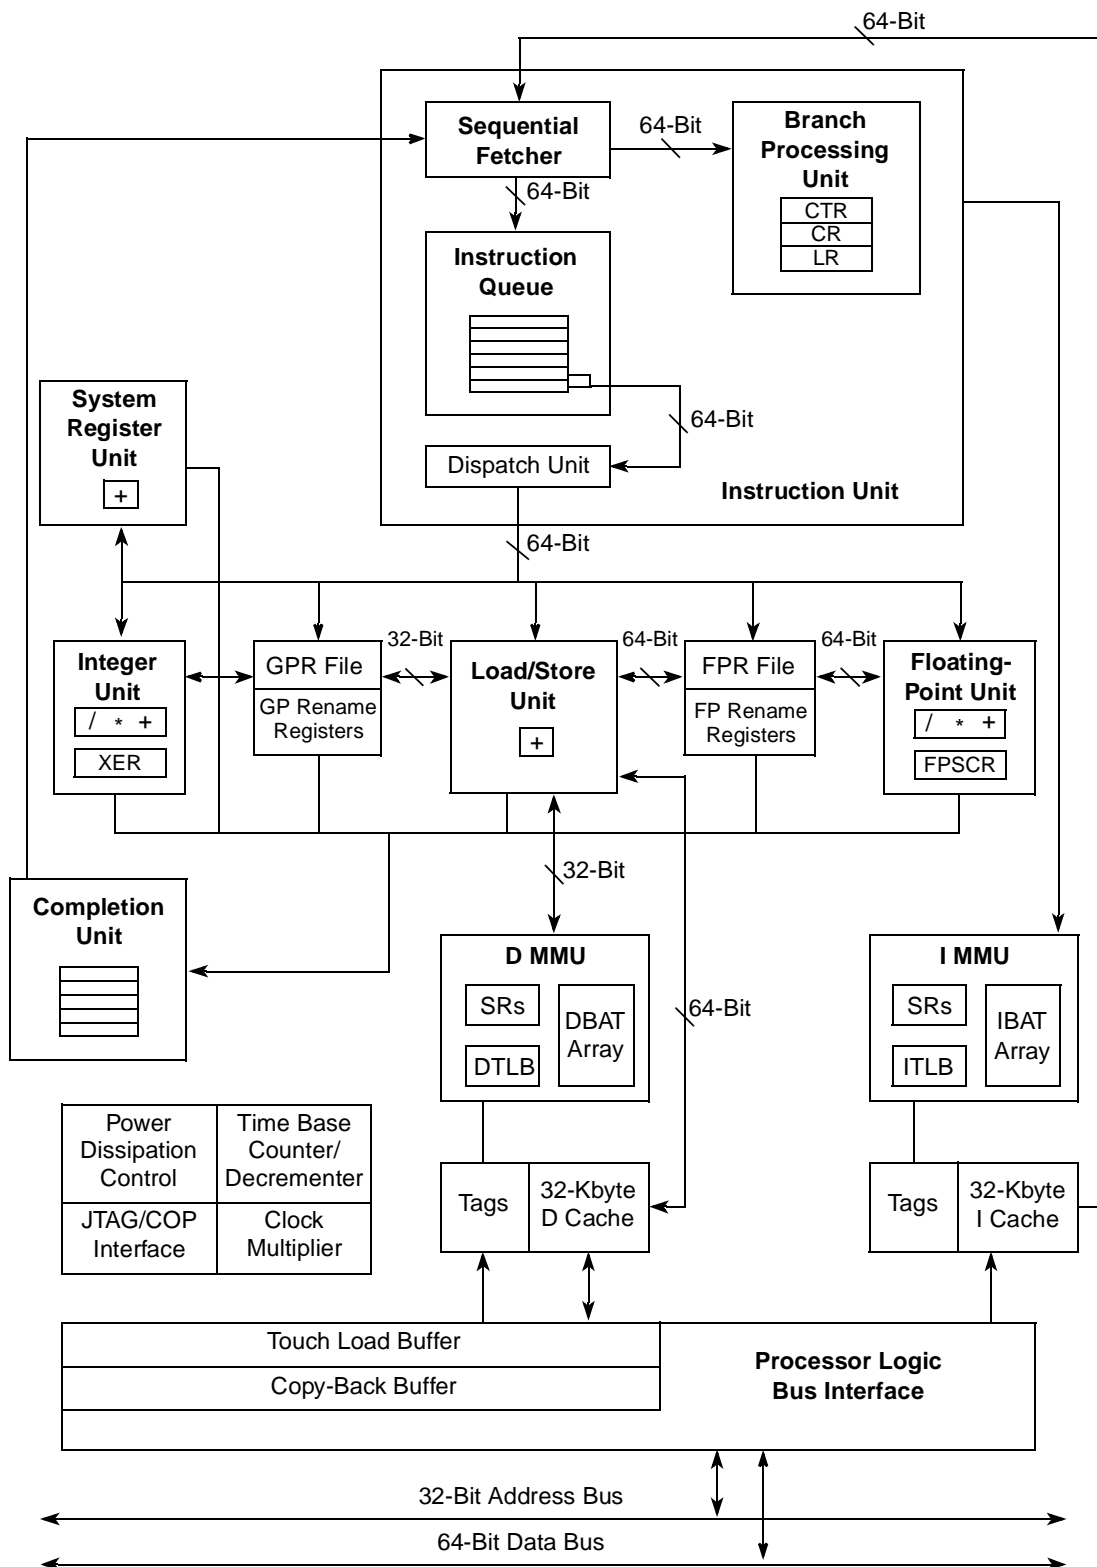 64-Bit
Sequential
Fetcher
64-Bit
Branch
Processing
Unit
CTR
CR
LR
64-Bit
Instruction
Queue
64-Bit
System
Register
Unit
+
Dispatch Unit
Instruction Unit
64-Bit
Integer
Unit
/ * +
XER
GPR File
GP Rename
Registers
32-Bit
Load/Store
Unit
+
64-Bit
FPR File
FP Rename
Registers
64-Bit
Floating-
Point Unit
/ * +
FPSCR
32-Bit
Completion
Unit
D MMU
SRs
DBAT
Array
DTLB
64-Bit
I MMU
SRs
IBAT
Array
ITLB
Power
Dissipation
Control
Time Base
Counter/
Decrementer
JTAG/COP
Interface
Clock
Multiplier
Tags
32-Kbyte
D Cache
Tags
32-Kbyte
I Cache
Touch Load Buffer
Copy-Back Buffer
Processor Logic
Bus Interface
32-Bit Address Bus
64-Bit Data Bus